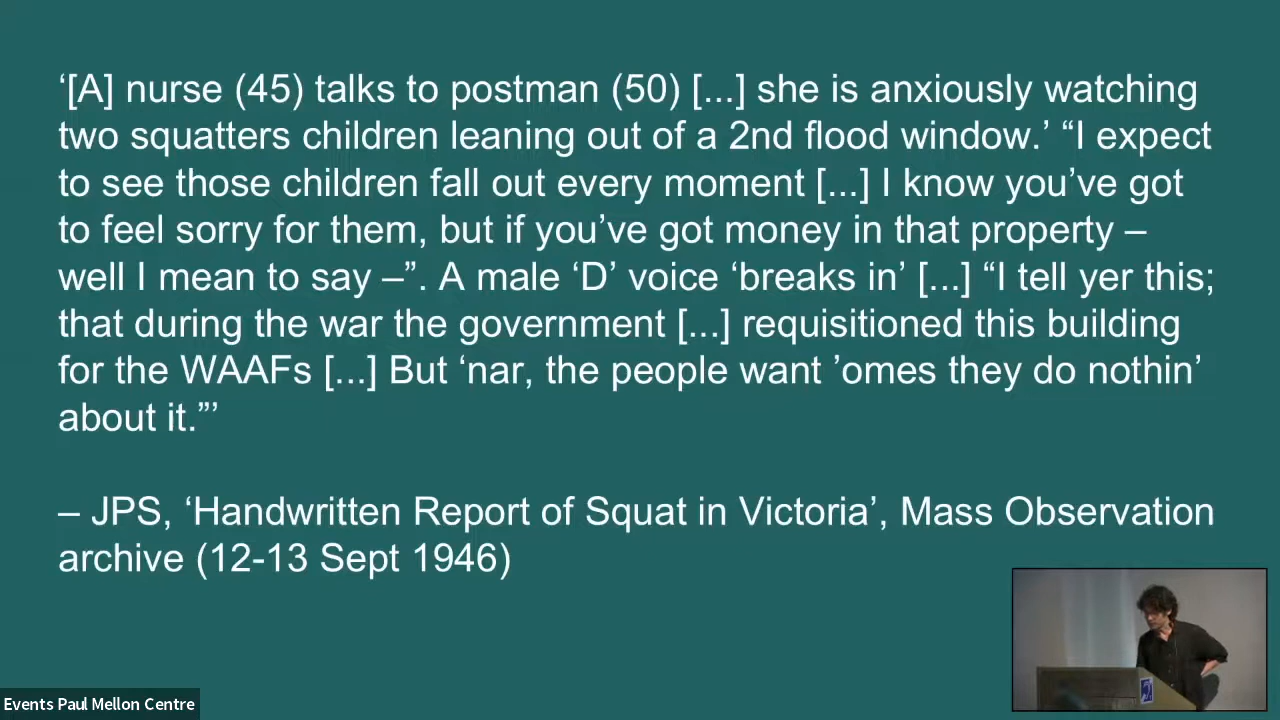 ‘[A] nurse (45) talks to postman (50) [...] she is anxiously watching
two squatters children leaning out of a 2nd flood window.’ “I expect
to see those children fall out every moment [...] I know you’ve got
to feel sorry for them, but if you’ve got money in that property –
well I mean to say –”. A male ‘D’ voice ‘breaks in’ [...] “I tell yer this;
that during the war the government [...] requisitioned this building
for the WAAFs [...] But ‘nar, the people want ’omes they do nothin’
about it.”’
– JPS, ‘Handwritten Report of Squat in Victoria’, Mass Observation
archive (12-13 Sept 1946)
Events Paul Mellon Centre